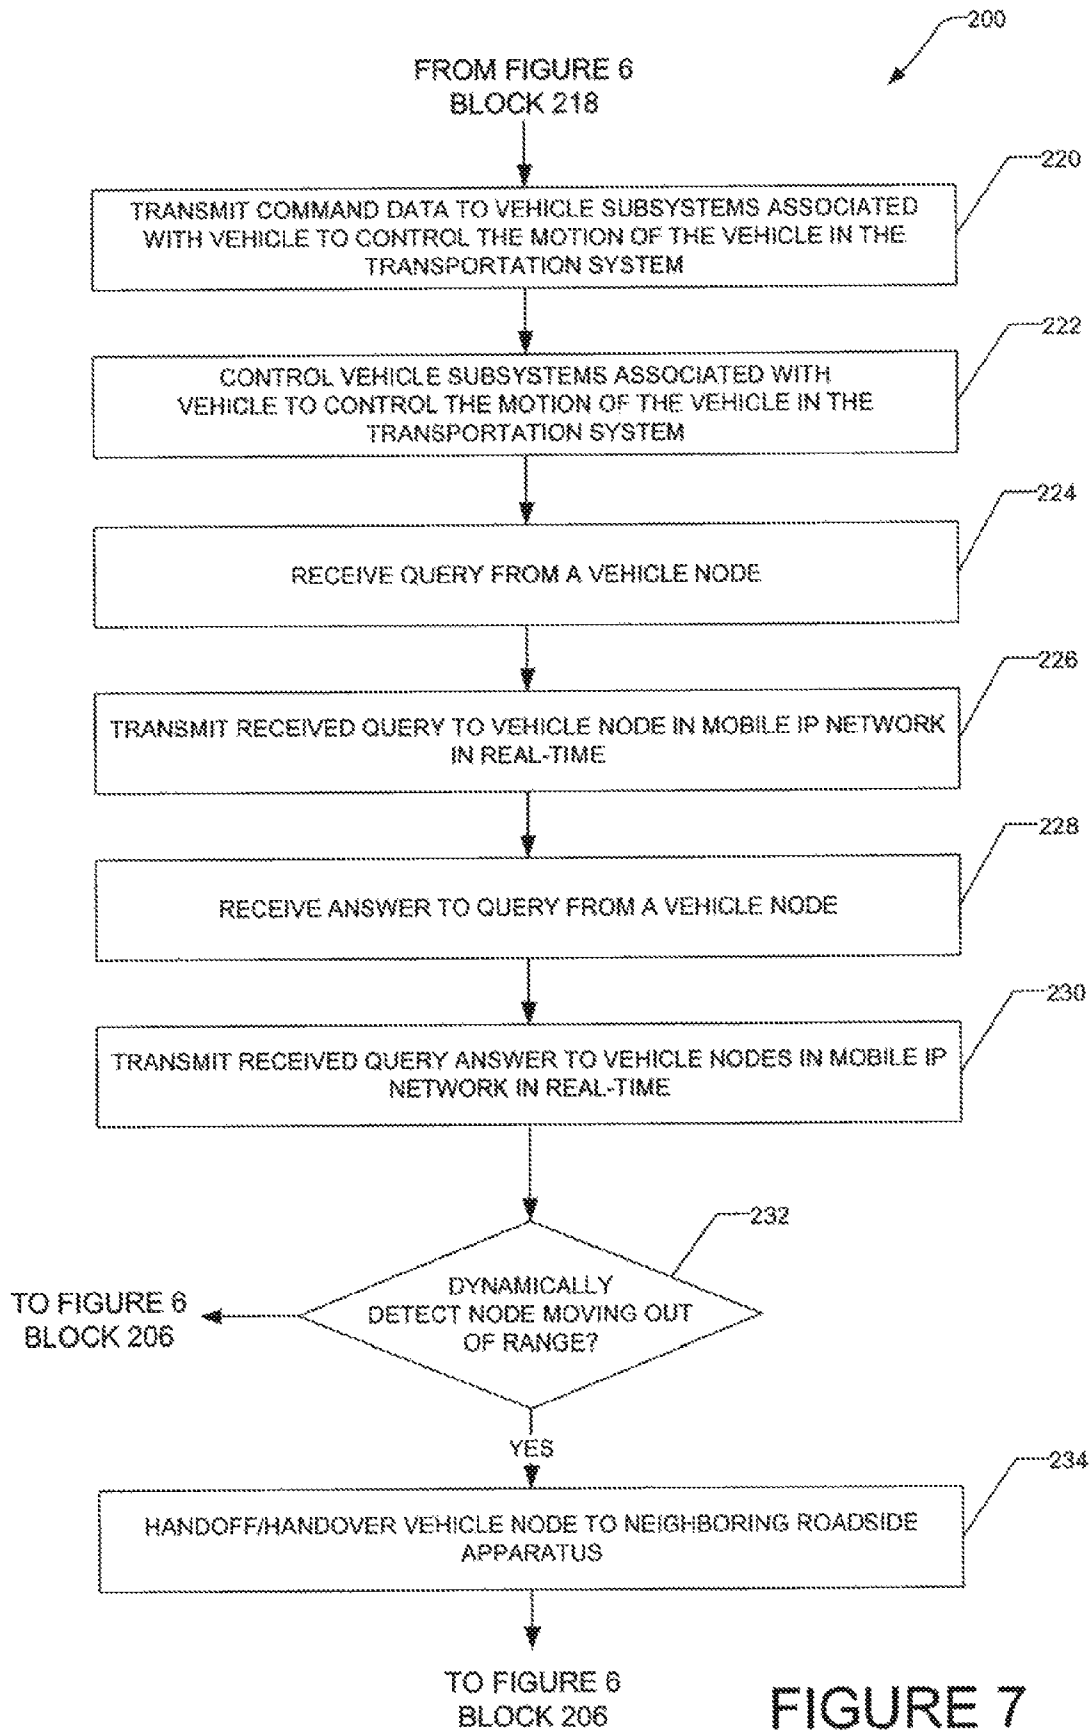 200
FROM FIGURE 6
BLOCK 218
220
TRANSMIT COMMAND DATA TO VEHICLE SUBSYSTEMS ASSOCIATED
WITH VEHICLE TO CONTROL THE MOTION OF THE VEHICLE IN THE
TRANSPORTATION SYSTEM
222
CONTROL VEHICLE SUBSYSTEMS ASSOCIATED WITH
VEHICLE TO CONTROL THE MOTION OF THE VEHICLE IN THE
TRANSPORTATION SYSTEM
224
RECEIVE QUERY FROM A VEHICLE NODE
226
TRANSMIT RECEIVED QUERY TO VEHICLE NODE IN MOBILE IP NETWORK
IN REAL-TIME
228
RECEIVE ANSWER TO QUERY FROM A VEHICLE NODE
230
TRANSMIT RECEIVED QUERY ANSWER TO VEHICLE NODES IN MOBILE IP
NETWORK IN REAL-TIME
232
DYNAMICALLY
DETECT NODE MOVING OUT
OF RANGE?
TO FIGURE 6
BLOCK 206
YES
234
HANDOFF/HANDOVER VEHICLE NODE TO NEIGHBORING ROADSIDE
APPARATUS
TO FIGURE 6
BLOCK 206
FIGURE 7